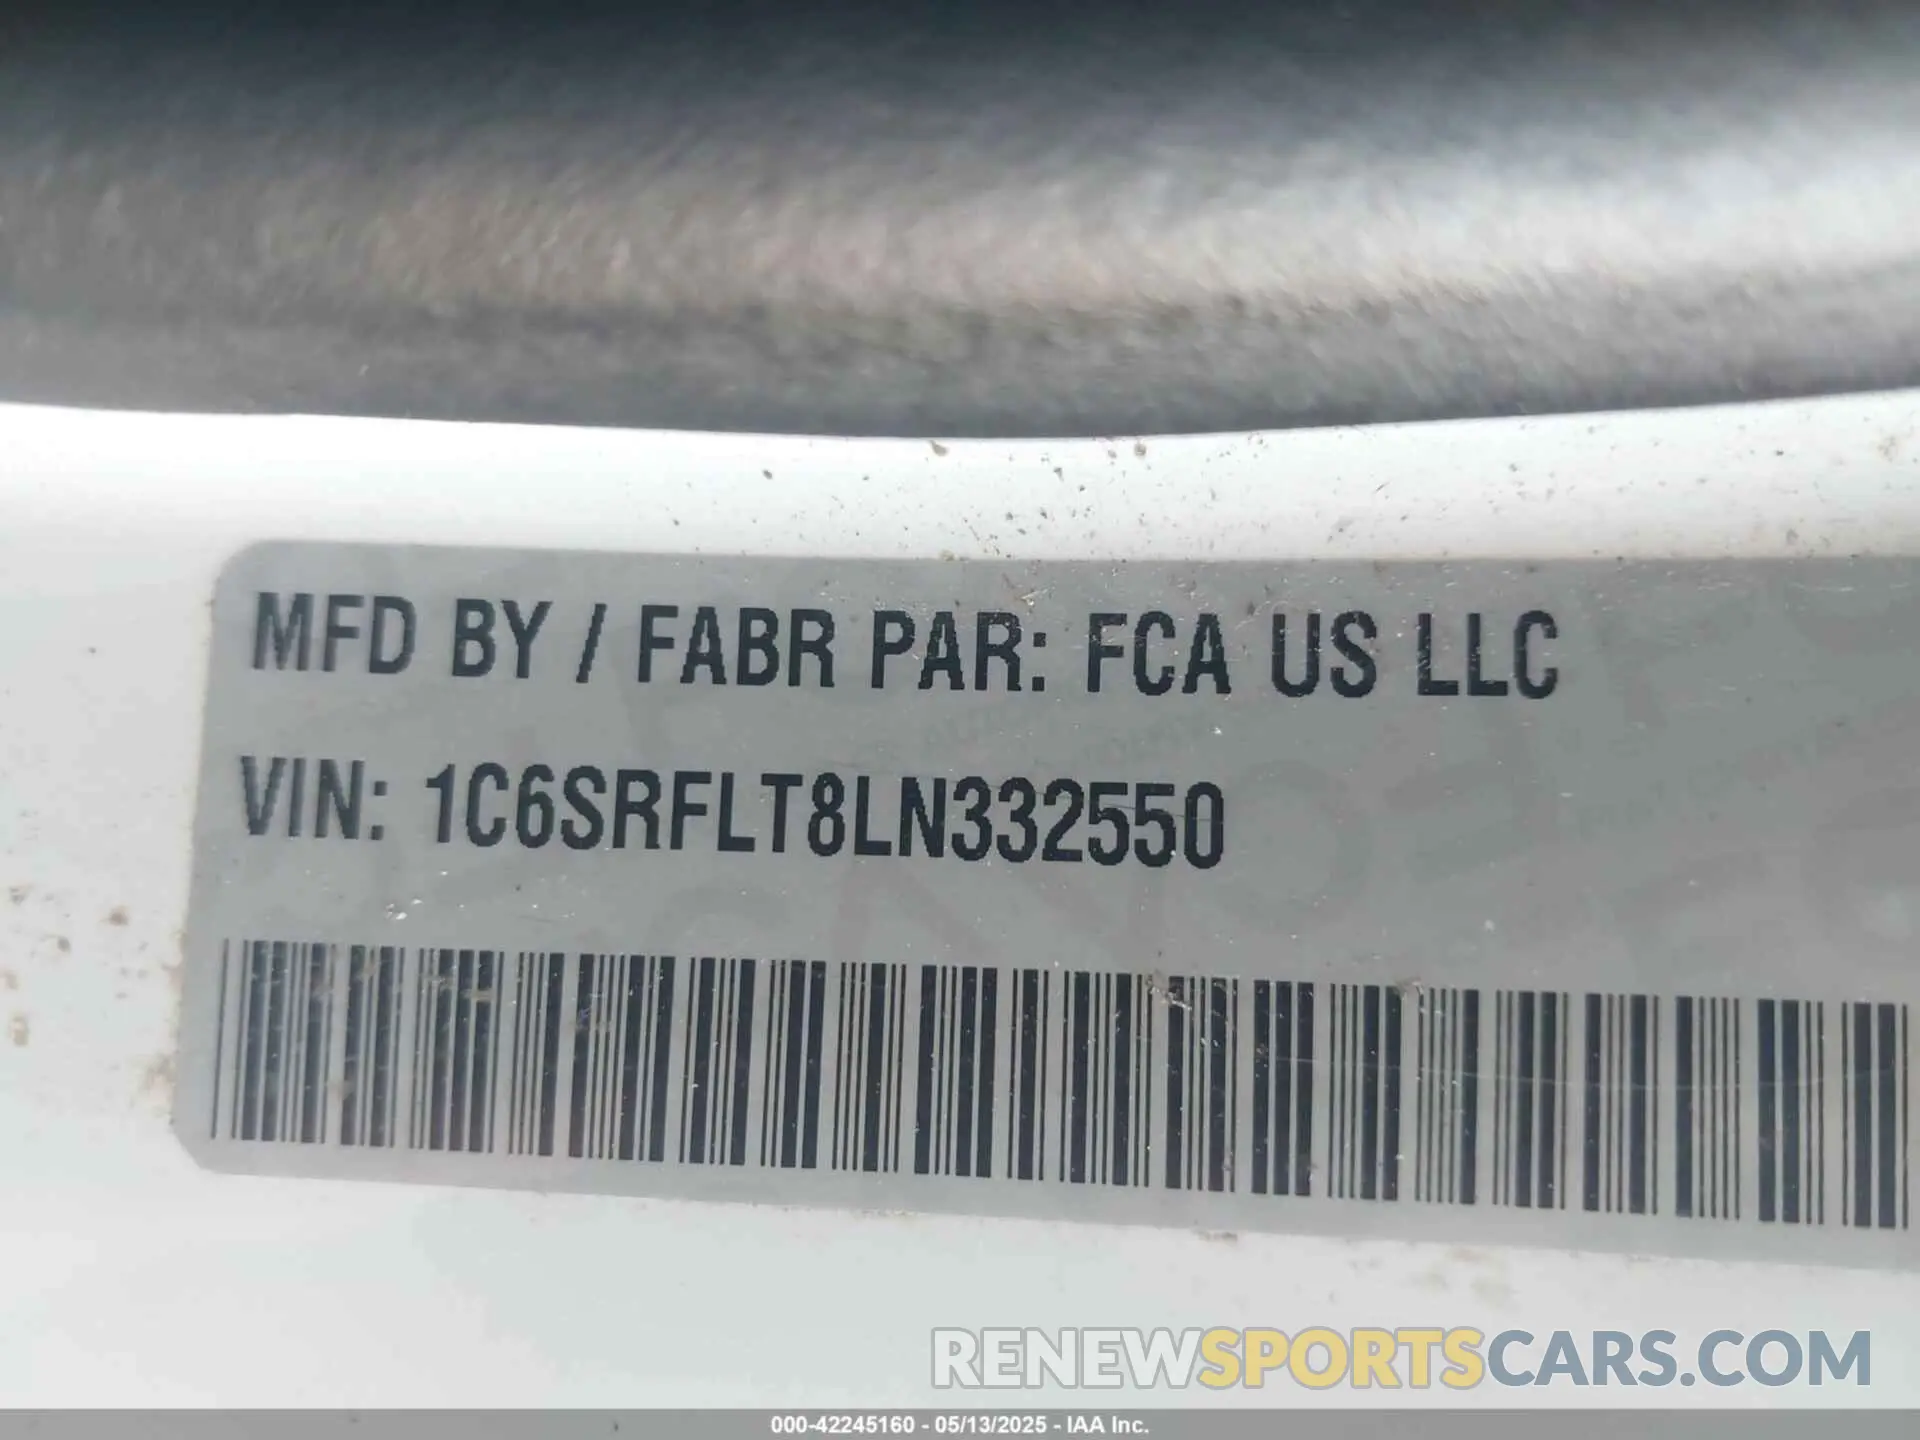 MFD BY / FABR PAR: FCA US LLC
VIN: 1C6SRFLT8LN332550
RENEWSPORTSCARS.COM
000-42245160 - 05/13/2025 - IAA Inc.